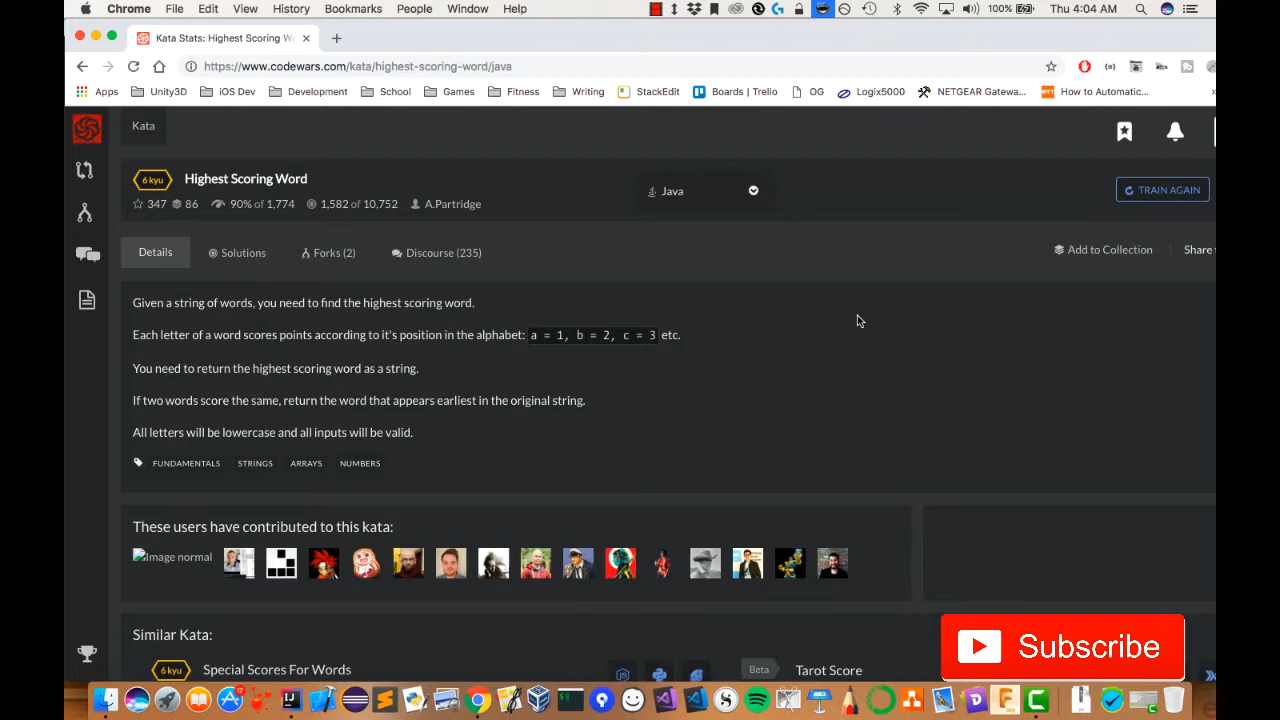 Chrome File Edit View History Bookmarks People Window Help 100% Thu 4:04 AM
Kata Stats: Highest Scoring W
https://www.codewars.com/kata/highest-scoring-word/java
Apps Unity3D iOS Dev Development School Games Fitness Writing StackEdit Boards | Trello OG Logix5000 NETGEAR Gatewa... How to Automatic...
Kata
6 kyu Highest Scoring Word
Java
TRAIN AGAIN
347 86 90% of 1,774 1,582 of 10,752 A.Partridge
Details Solutions Forks (2) Discourse (235)
Add to Collection Share
Given a string of words, you need to find the highest scoring word.
Each letter of a word scores points according to it's position in the alphabet: a = 1, b = 2, c = 3 etc.
You need to return the highest scoring word as a string.
If two words score the same, return the word that appears earliest in the original string.
All letters will be lowercase and all inputs will be valid.
FUNDAMENTALS STRINGS ARRAYS NUMBERS
These users have contributed to this kata:
Image normal
Similar Kata:
6 kyu Special Scores For Words
Beta Tarot Score
Subscribe